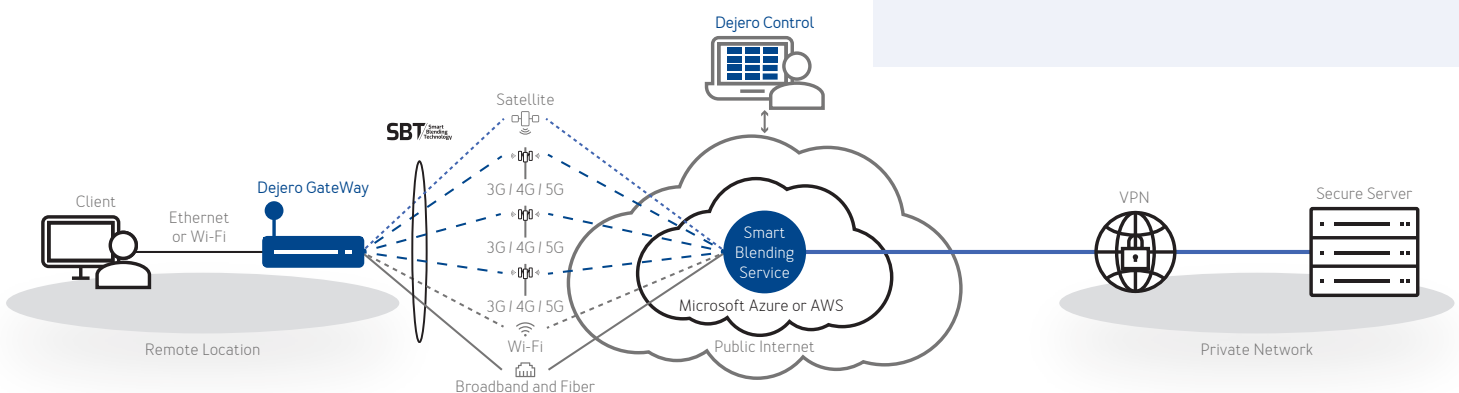 Dejero Control
Satellite
SBT Smart
Blending
Technology
Dejero GateWay
3G / 4G / 5G
Client
Ethernet
or Wi-Fi
VPN
Secure Server
3G / 4G / 5G
Smart
Blending
Service
3G / 4G / 5G
Microsoft Azure or AWS
Remote Location
Wi-Fi
Public Internet
Private Network
Broadband and Fiber